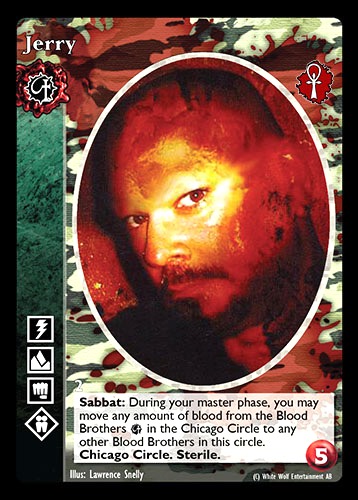 Jerry
2
Sabbat: During your master phase, you may
move any amount of blood from the Blood
Brothers in the Chicago Circle to any
other Blood Brothers in this circle.
Chicago Circle. Sterile.
5
Illus: Lawrence Snelly
(C) White Wolf Entertainment AB